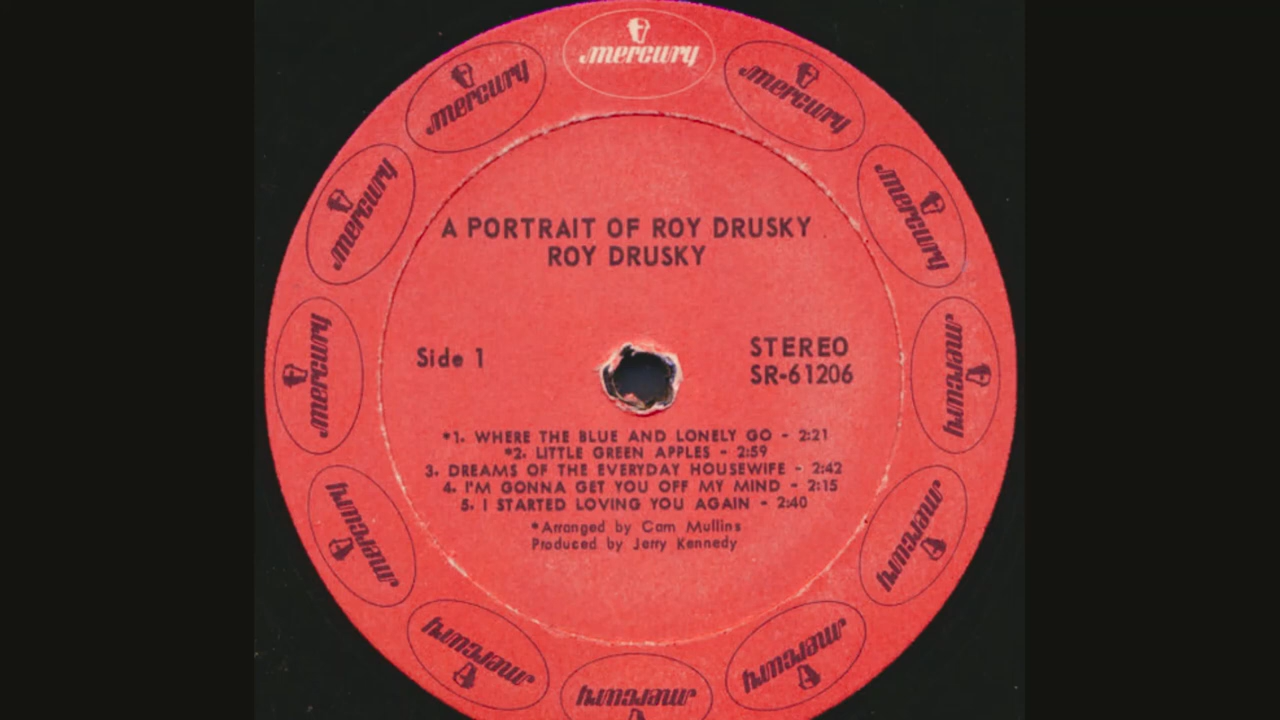 mercury
mercury
mercury
mercury
mercury
A PORTRAIT OF ROY DRUSKY
ROY DRUSKY
mercury
mercury
Side 1
STEREO
SR-61206
*1. WHERE THE BLUE AND LONELY GO - 2:21
*2. LITTLE GREEN APPLES - 2:59
3. DREAMS OF THE EVERYDAY HOUSEWIFE - 2:42
4. I'M GONNA GET YOU OFF MY MIND - 2:15
5. I STARTED LOVING YOU AGAIN - 2:40
*Arranged by Cam Mullins
Produced by Jerry Kennedy
mercury
mercury
mercury
mercury
mercury